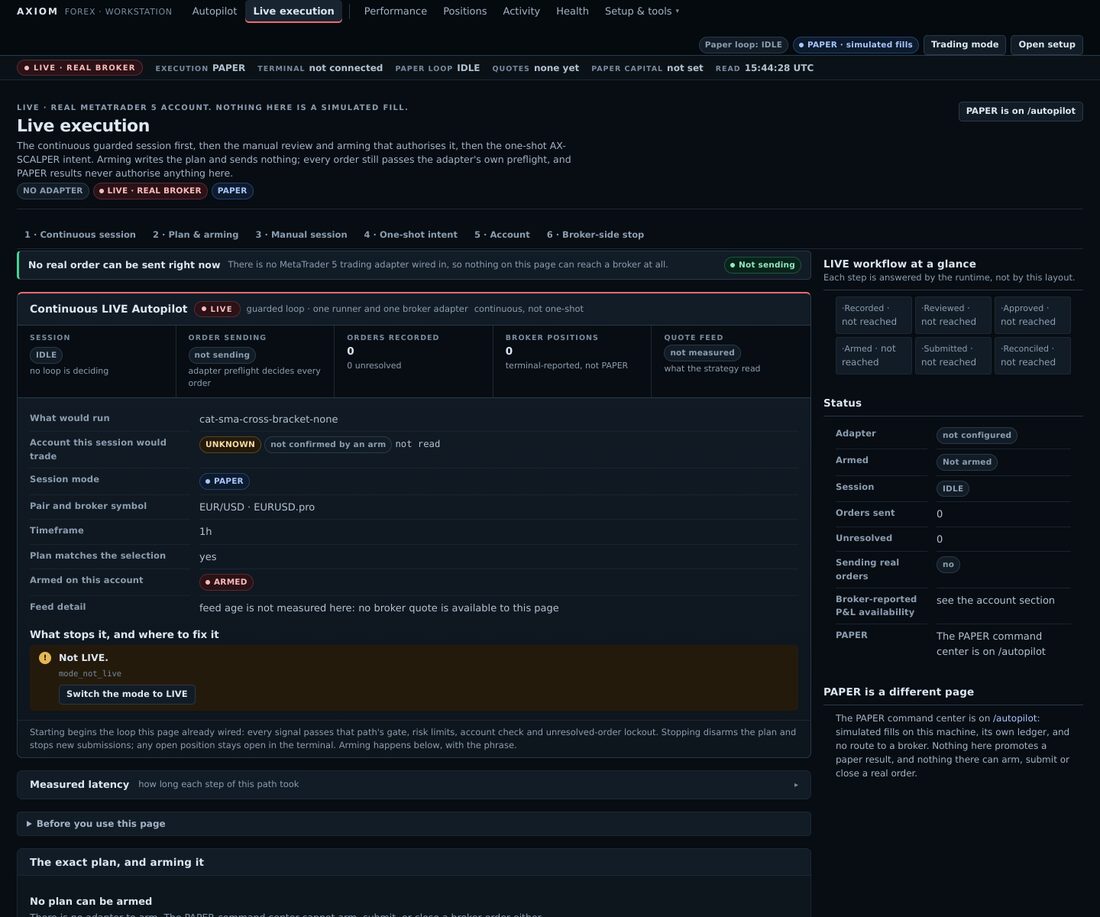 AXIOM FOREX · WORKSTATION Autopilot Live execution Performance Positions Activity Health Setup & tools ▾
Paper loop: IDLE ● PAPER · simulated fills Trading mode Open setup
● LIVE · REAL BROKER EXECUTION PAPER TERMINAL not connected PAPER LOOP IDLE QUOTES none yet PAPER CAPITAL not set READ 15:44:28 UTC
LIVE · REAL METATRADER 5 ACCOUNT. NOTHING HERE IS A SIMULATED FILL.
PAPER is on /autopilot
Live execution
The continuous guarded session first, then the manual review and arming that authorises it, then the one-shot AX-
SCALPER intent. Arming writes the plan and sends nothing; every order still passes the adapter's own preflight, and
PAPER results never authorise anything here.
NO ADAPTER ● LIVE · REAL BROKER PAPER
1 · Continuous session 2 · Plan & arming 3 · Manual session 4 · One-shot intent 5 · Account 6 · Broker-side stop
No real order can be sent right now There is no MetaTrader 5 trading adapter wired in, so nothing on this page can reach a broker at all. ● Not sending
Continuous LIVE Autopilot ● LIVE guarded loop · one runner and one broker adapter continuous, not one-shot
SESSION
IDLE
no loop is deciding
ORDER SENDING
not sending
adapter preflight decides every
order
ORDERS RECORDED
0
0 unresolved
BROKER POSITIONS
0
terminal-reported, not PAPER
QUOTE FEED
not measured
what the strategy read
What would run cat-sma-cross-bracket-none
Account this session would
trade
UNKNOWN not confirmed by an arm not read
Session mode ● PAPER
Pair and broker symbol EUR/USD · EURUSD.pro
Timeframe 1h
Plan matches the selection yes
Armed on this account ● ARMED
Feed detail feed age is not measured here: no broker quote is available to this page
What stops it, and where to fix it
! Not LIVE.
mode_not_live
Switch the mode to LIVE
Starting begins the loop this page already wired: every signal passes that path's gate, risk limits, account check and unresolved-order lockout. Stopping disarms the plan and
stops new submissions; any open position stays open in the terminal. Arming happens below, with the phrase.
Measured latency how long each step of this path took ▸
▶ Before you use this page
The exact plan, and arming it
No plan can be armed
There is no adapter to arm. The PAPER command center cannot arm, submit, or close a broker order either.
LIVE workflow at a glance
Each step is answered by the runtime, not by this layout.
·Recorded ·
not reached
·Reviewed ·
not reached
·Approved ·
not reached
·Armed · not
reached
·Submitted ·
not reached
·Reconciled ·
not reached
Status
Adapter not configured
Armed Not armed
Session IDLE
Orders sent 0
Unresolved 0
Sending real
orders
no
Broker-reported
P&L availability
see the account section
PAPER The PAPER command
center is on /autopilot
PAPER is a different page
The PAPER command center is on /autopilot:
simulated fills on this machine, its own ledger, and
no route to a broker. Nothing here promotes a
paper result, and nothing there can arm, submit or
close a real order.